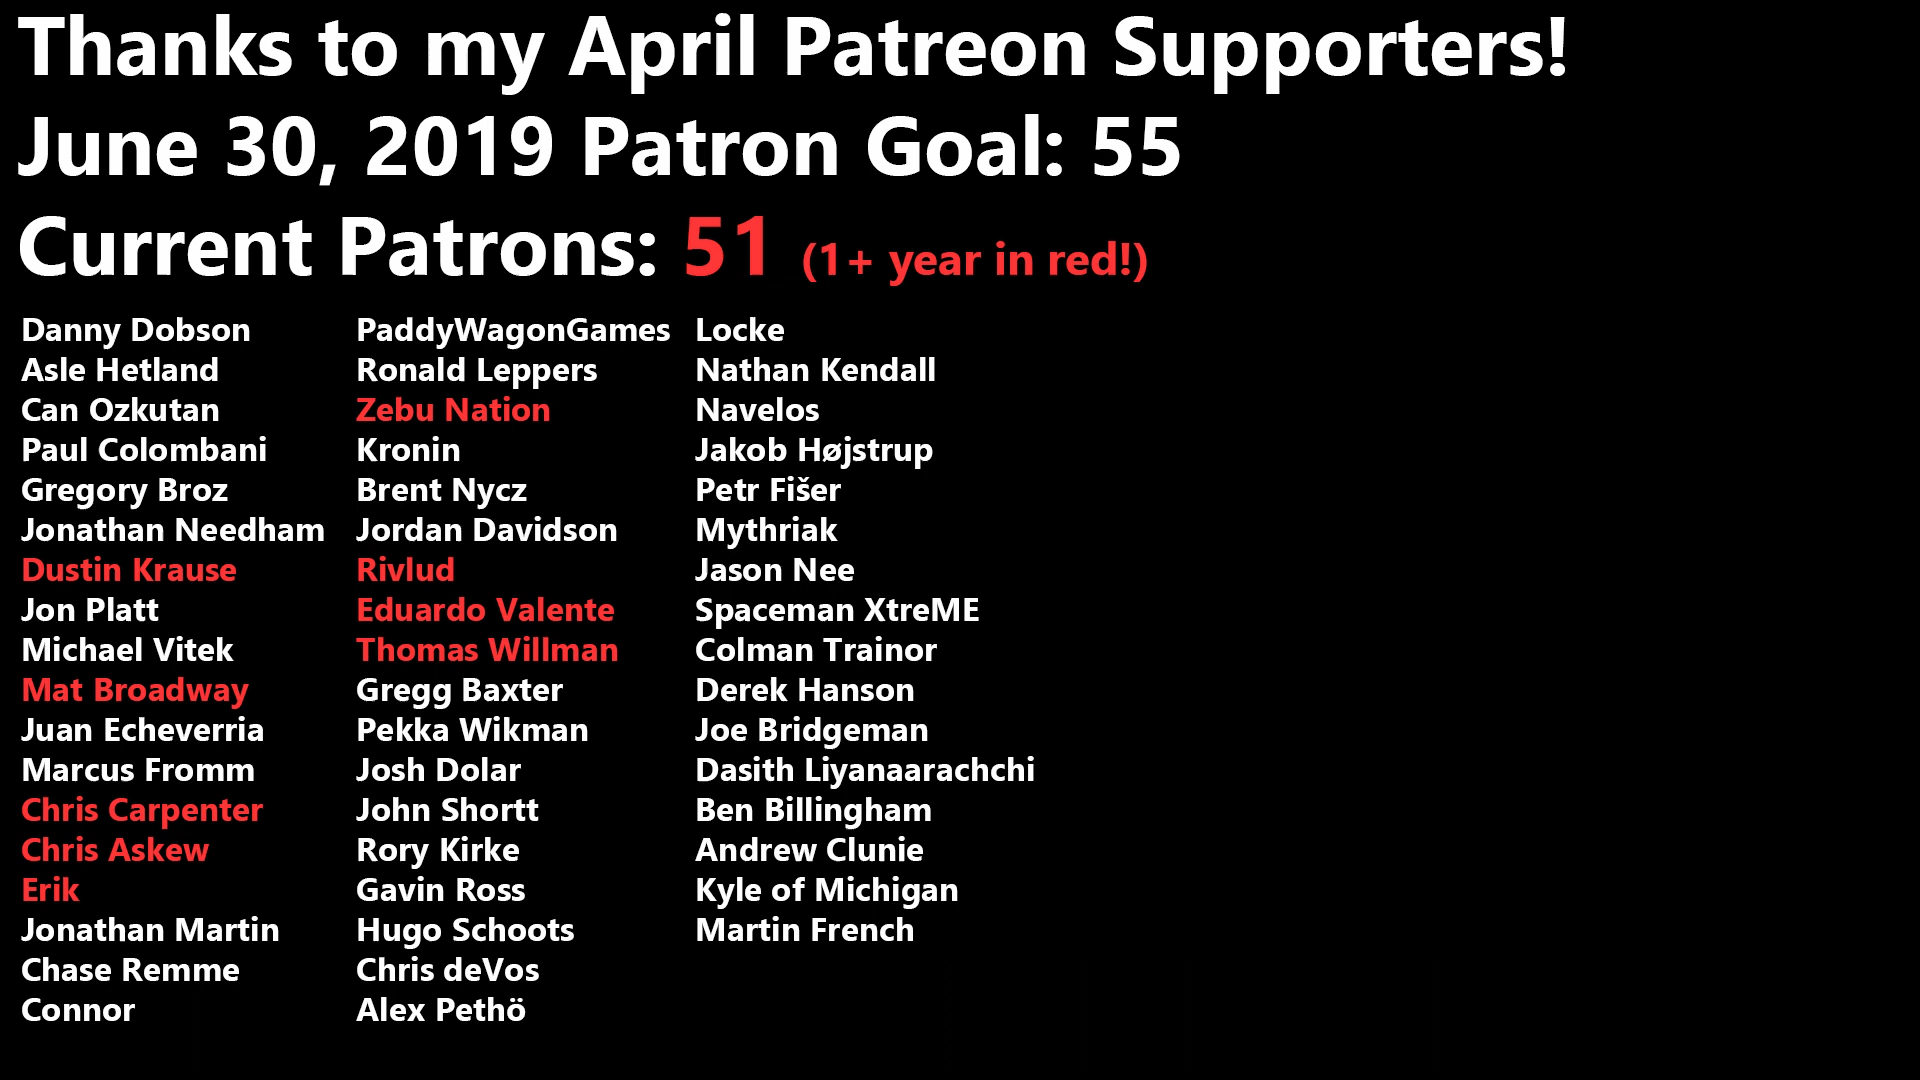 Thanks to my April Patreon Supporters!
June 30, 2019 Patron Goal: 55
Current Patrons: 51 (1+ year in red!)
Danny Dobson
Asle Hetland
Can Ozkutan
Paul Colombani
Gregory Broz
Jonathan Needham
Dustin Krause
Jon Platt
Michael Vitek
Mat Broadway
Juan Echeverria
Marcus Fromm
Chris Carpenter
Chris Askew
Erik
Jonathan Martin
Chase Remme
Connor
PaddyWagonGames
Ronald Leppers
Zebu Nation
Kronin
Brent Nycz
Jordan Davidson
Rivlud
Eduardo Valente
Thomas Willman
Gregg Baxter
Pekka Wikman
Josh Dolar
John Shortt
Rory Kirke
Gavin Ross
Hugo Schoots
Chris deVos
Alex Pethö
Locke
Nathan Kendall
Navelos
Jakob Højstrup
Petr Fišer
Mythriak
Jason Nee
Spaceman XtreME
Colman Trainor
Derek Hanson
Joe Bridgeman
Dasith Liyanaarachchi
Ben Billingham
Andrew Clunie
Kyle of Michigan
Martin French